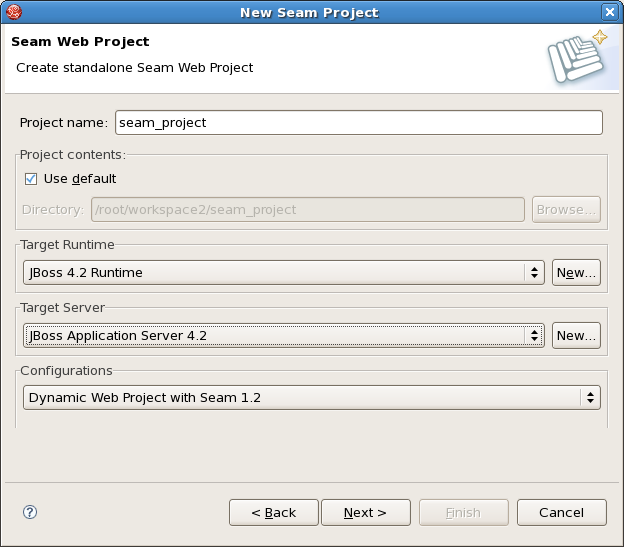 New Seam Project
Seam Web Project
Create standalone Seam Web Project
Project name: seam_project
Project contents:
Use default
Directory: /root/workspace2/seam_project Browse...
Target Runtime
JBoss 4.2 Runtime New...
Target Server
JBoss Application Server 4.2 New...
Configurations
Dynamic Web Project with Seam 1.2
? < Back Next > Finish Cancel